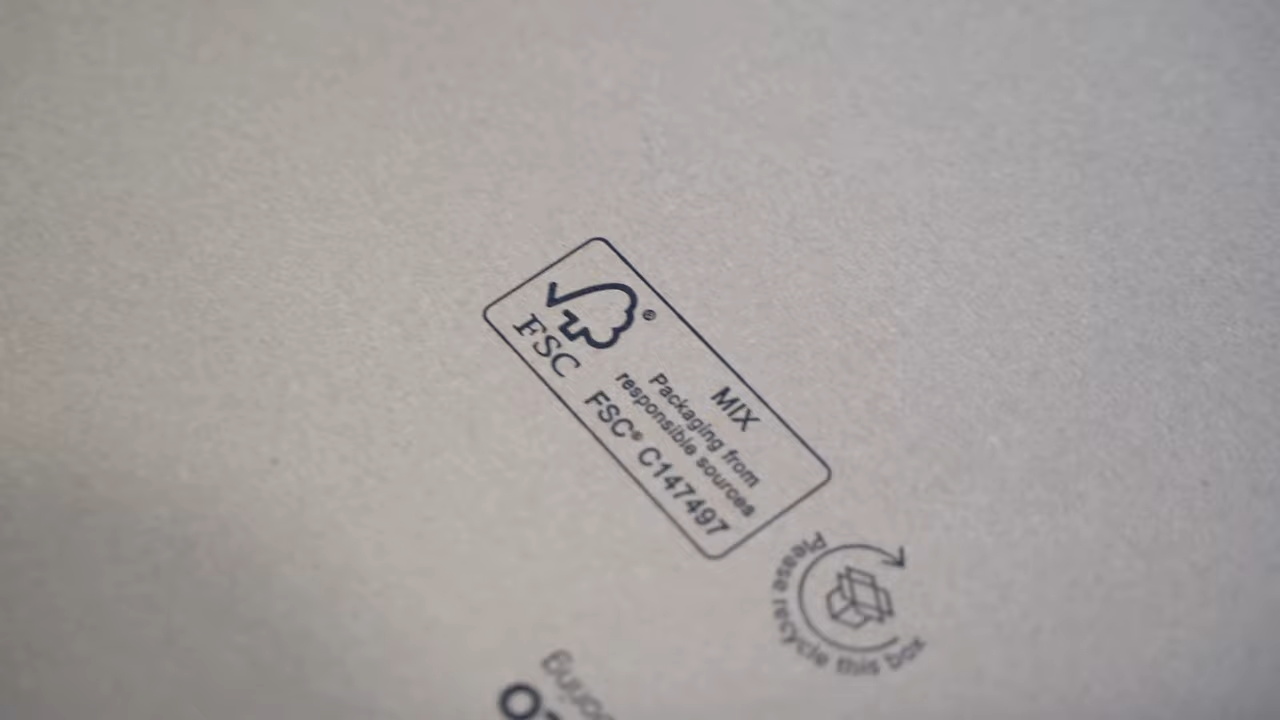 FSC®
MIX
Packaging from
responsible sources
FSC® C147497
Please recycle this box